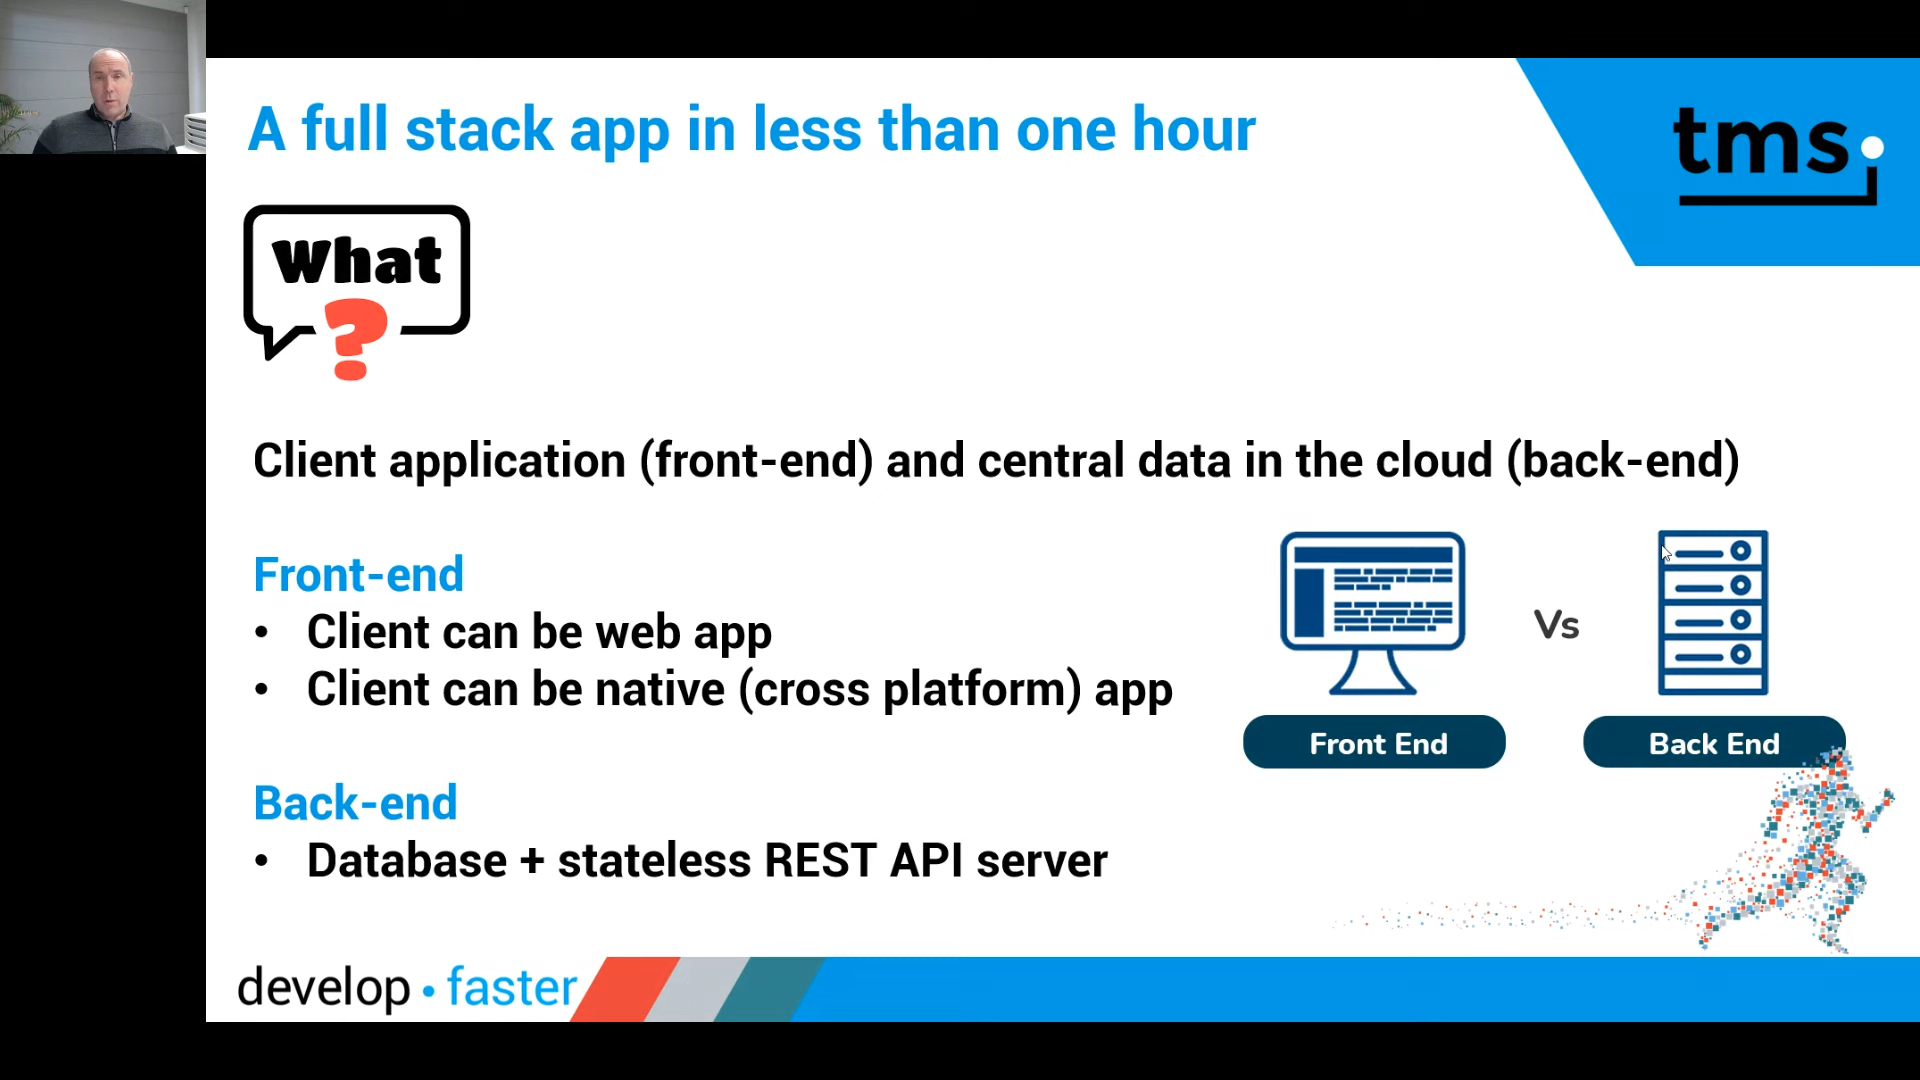 A full stack app in less than one hour
tms
What
?
Client application (front-end) and central data in the cloud (back-end)
Front-end
• Client can be web app
• Client can be native (cross platform) app
Vs
Front End
Back End
Back-end
• Database + stateless REST API server
develop • faster